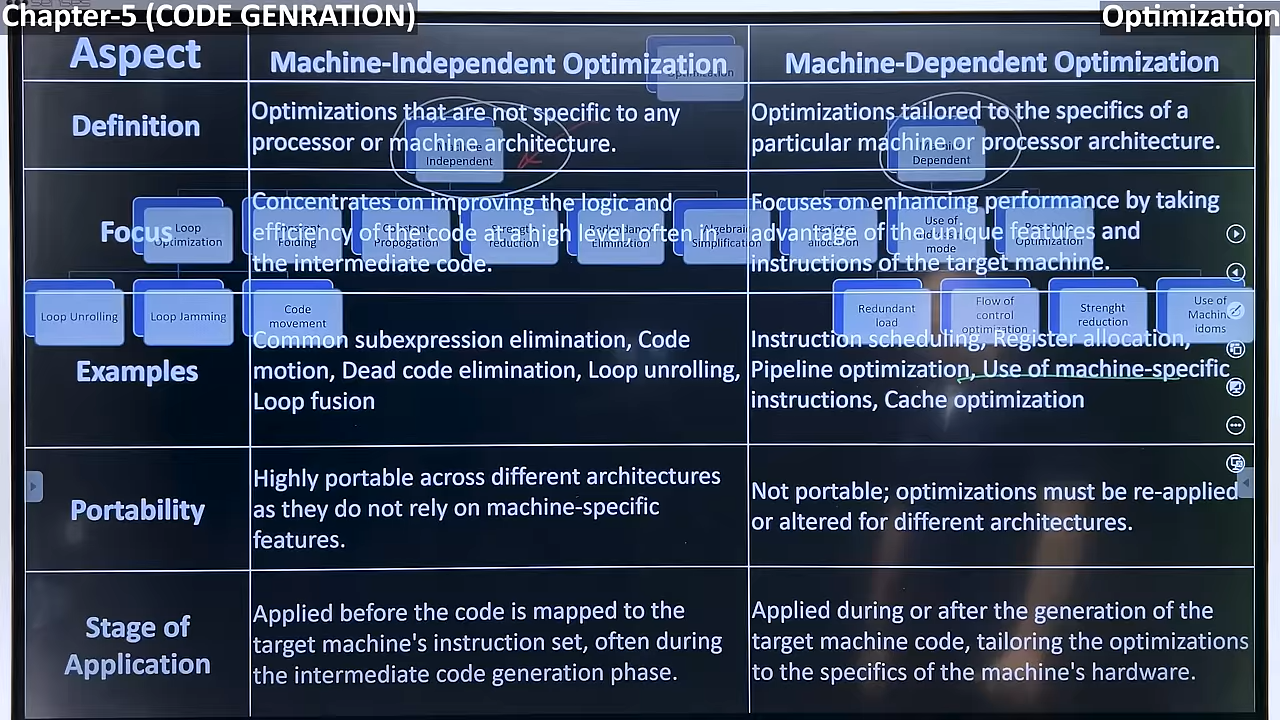 Chapter-5 (CODE GENRATION)
Optimization
Aspect
Machine-Independent Optimization
Machine-Dependent Optimization
Definition
Optimizations that are not specific to any
processor or machine architecture.
Optimizations tailored to the specifics of a
particular machine or processor architecture.
Independent
Dependent
Focus
Concentrates on improving the logic and
efficiency of the code at a high level, often in
the intermediate code.
Focuses on enhancing performance by taking
advantage of the unique features and
instructions of the target machine.
Loop
Optimization
Use of
mode
Loop Unrolling
Loop Jamming
Code
movement
Redundant
load
Flow of
control
optimization
Strenght
reduction
Use of
Machine
idoms
Examples
Common subexpression elimination, Code
motion, Dead code elimination, Loop unrolling,
Loop fusion
Instruction scheduling, Register allocation,
Pipeline optimization, Use of machine-specific
instructions, Cache optimization
Portability
Highly portable across different architectures
as they do not rely on machine-specific
features.
Not portable; optimizations must be re-applied
or altered for different architectures.
Stage of
Application
Applied before the code is mapped to the
target machine's instruction set, often during
the intermediate code generation phase.
Applied during or after the generation of the
target machine code, tailoring the optimizations
to the specifics of the machine's hardware.